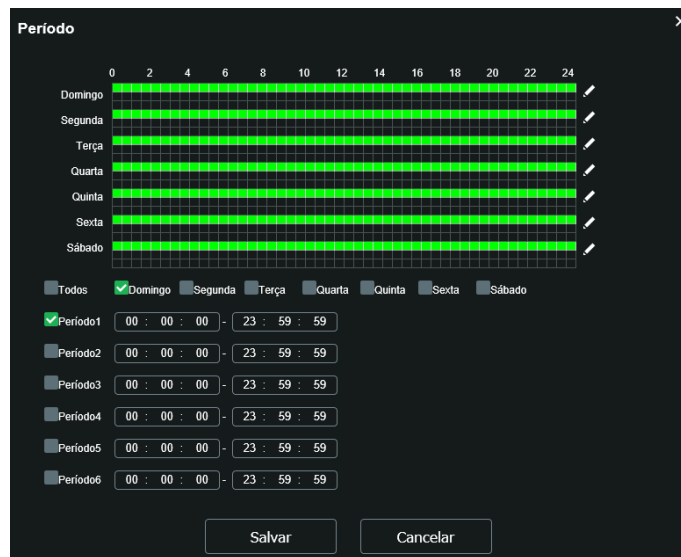 Período
0 2 4 6 8 10 12 14 16 18 20 22 24
Domingo
Segunda
Terça
Quarta
Quinta
Sexta
Sábado
Todos Domingo Segunda Terça Quarta Quinta Sexta Sábado
Período1 00 : 00 : 00 - 23 : 59 : 59
Período2 00 : 00 : 00 - 23 : 59 : 59
Período3 00 : 00 : 00 - 23 : 59 : 59
Período4 00 : 00 : 00 - 23 : 59 : 59
Período5 00 : 00 : 00 - 23 : 59 : 59
Período6 00 : 00 : 00 - 23 : 59 : 59
Salvar Cancelar